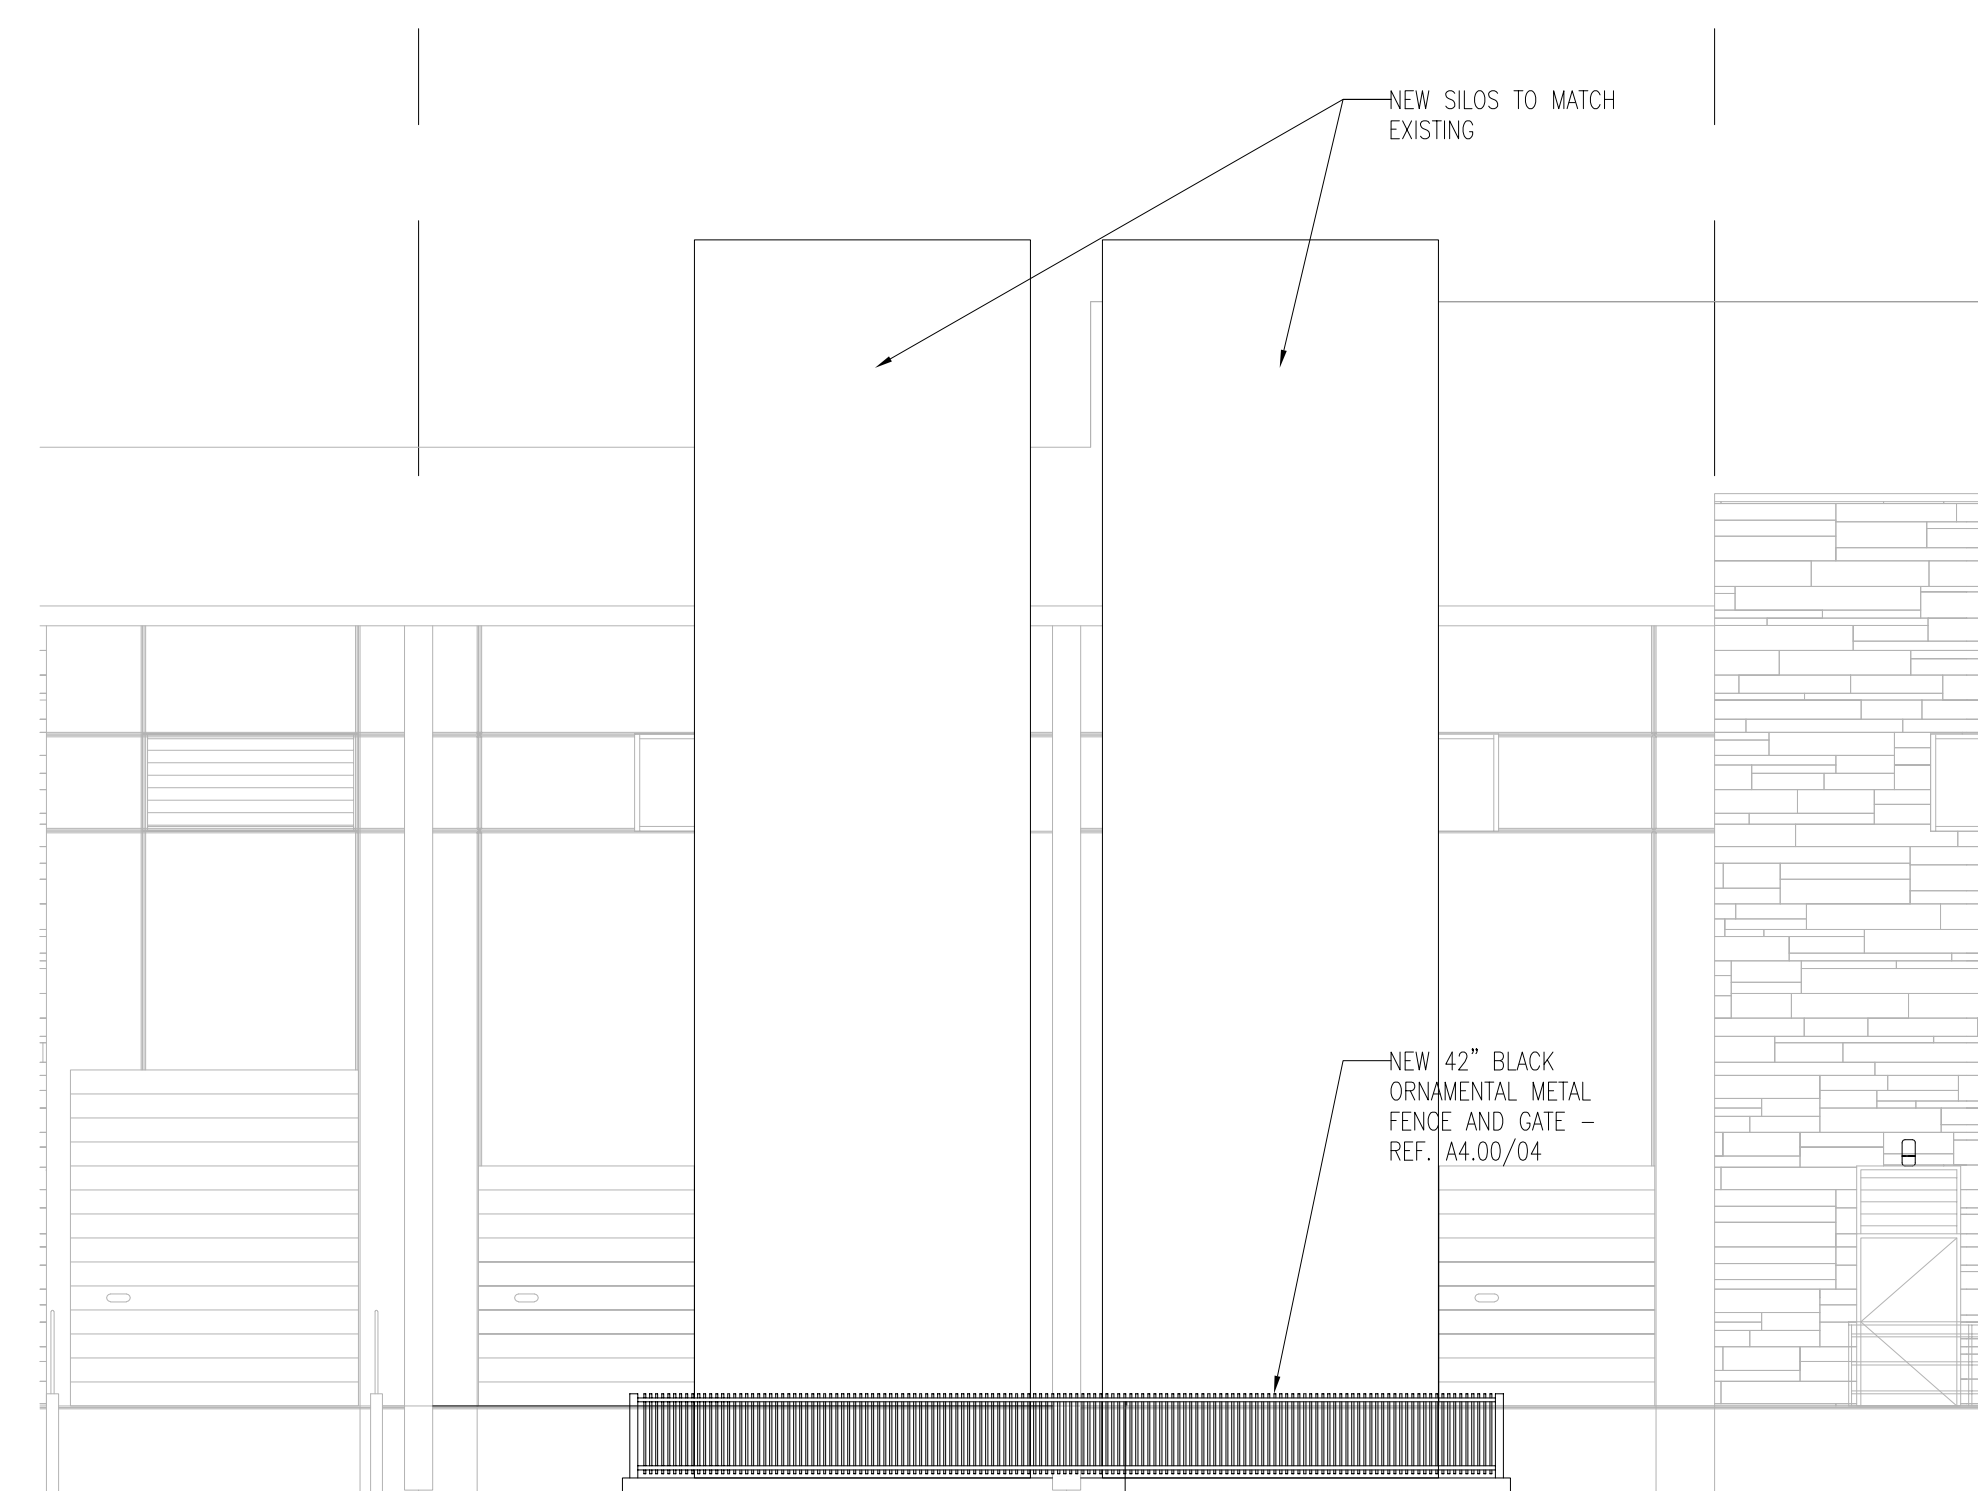 NEW SILOS TO MATCH
EXISTING
NEW 42" BLACK
ORNAMENTAL METAL
FENCE AND GATE –
REF. A4.00/04